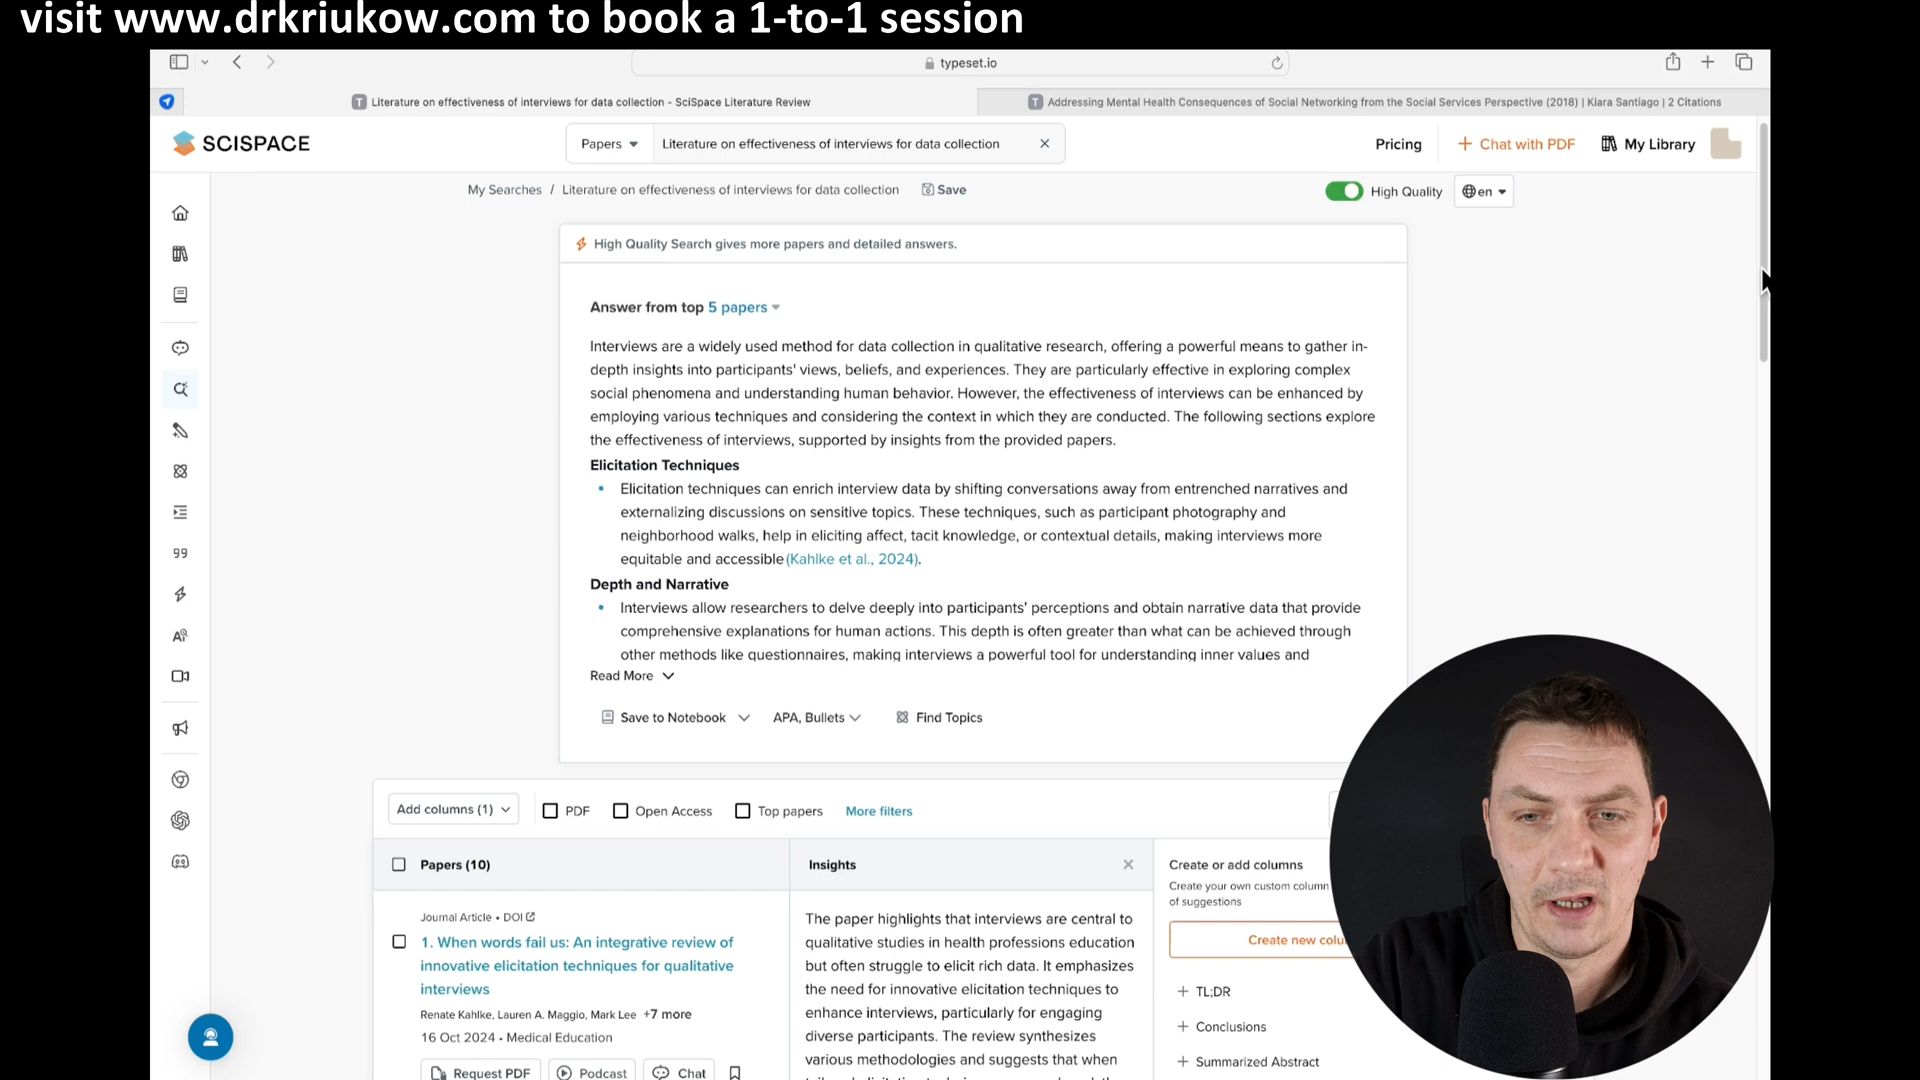 visit www.drkriukow.com to book a 1-to-1 session
typeset.io
Literature on effectiveness of interviews for data collection - SciSpace Literature Review
Addressing Mental Health Consequences of Social Networking from the Social Services Perspective (2018) | Kiara Santiago | 2 Citations
SCISPACE
Papers
Literature on effectiveness of interviews for data collection
Pricing
Chat with PDF
My Library
My Searches / Literature on effectiveness of interviews for data collection
Save
High Quality
en
High Quality Search gives more papers and detailed answers.
Answer from top 5 papers
Interviews are a widely used method for data collection in qualitative research, offering a powerful means to gather in-
depth insights into participants' views, beliefs, and experiences. They are particularly effective in exploring complex
social phenomena and understanding human behavior. However, the effectiveness of interviews can be enhanced by
employing various techniques and considering the context in which they are conducted. The following sections explore
the effectiveness of interviews, supported by insights from the provided papers.
Elicitation Techniques
• Elicitation techniques can enrich interview data by shifting conversations away from entrenched narratives and
externalizing discussions on sensitive topics. These techniques, such as participant photography and
neighborhood walks, help in eliciting affect, tacit knowledge, or contextual details, making interviews more
equitable and accessible (Kahlke et al., 2024).
Depth and Narrative
• Interviews allow researchers to delve deeply into participants' perceptions and obtain narrative data that provide
comprehensive explanations for human actions. This depth is often greater than what can be achieved through
other methods like questionnaires, making interviews a powerful tool for understanding inner values and
Read More
Save to Notebook
APA, Bullets
Find Topics
Add columns (1)
PDF
Open Access
Top papers
More filters
Papers (10)
Insights
Create or add columns
Create your own custom column
of suggestions
Create new colu
TL;DR
Conclusions
Summarized Abstract
Journal Article • DOI
1. When words fail us: An integrative review of
innovative elicitation techniques for qualitative
interviews
Renate Kahlke, Lauren A. Maggio, Mark Lee +7 more
16 Oct 2024 • Medical Education
Request PDF
Podcast
Chat
The paper highlights that interviews are central to
qualitative studies in health professions education
but often struggle to elicit rich data. It emphasizes
the need for innovative elicitation techniques to
enhance interviews, particularly for engaging
diverse participants. The review synthesizes
various methodologies and suggests that when